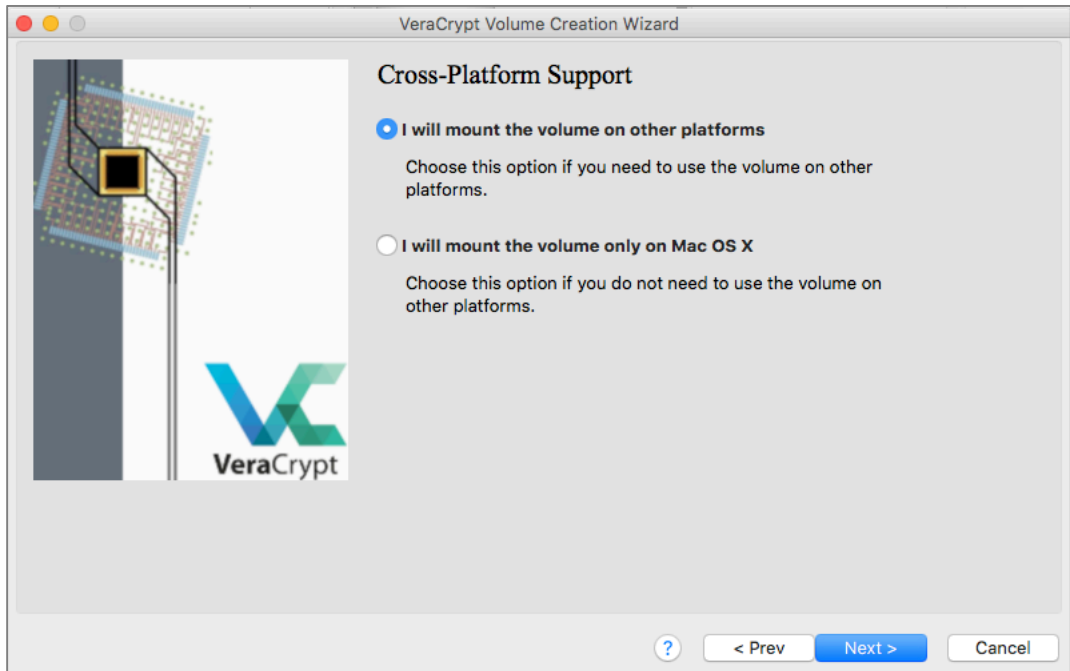 VeraCrypt Volume Creation Wizard
Cross-Platform Support
I will mount the volume on other platforms
Choose this option if you need to use the volume on other
platforms.
I will mount the volume only on Mac OS X
Choose this option if you do not need to use the volume on
other platforms.
VeraCrypt
?
< Prev
Next >
Cancel